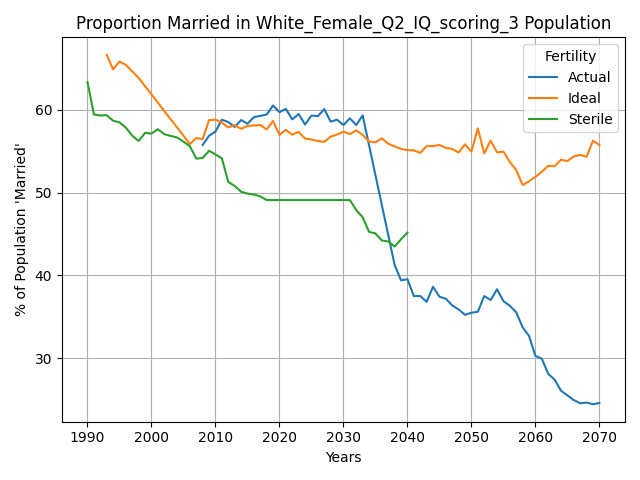 Proportion Married in White_Female_Q2_IQ_scoring_3 Population
Fertility
Actual
Ideal
Sterile
% of Population 'Married'
60
50
40
30
1990
2000
2010
2020
2030
2040
2050
2060
2070
Years